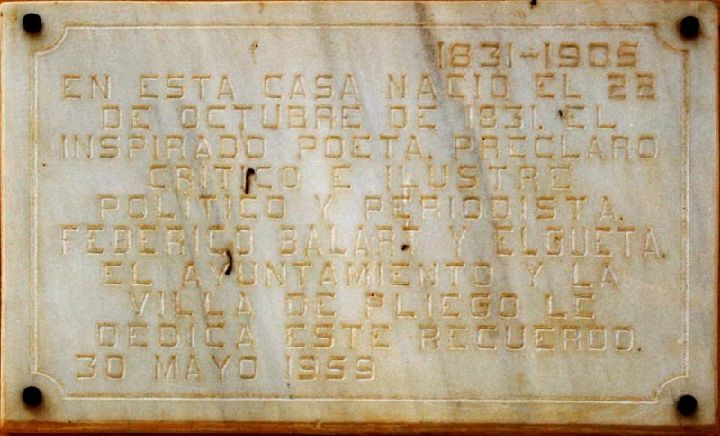 1831-1905
EN ESTA CASA NACIO EL 22
DE OCTUBRE DE 1831. EL
INSPIRADO POETA, PRECLARO
CRITICO E ILUSTRE
POLITICO Y PERIODISTA.
FEDERICO BALART Y ELGUETA.
EL AYUNTAMIENTO Y LA
VILLA DE PLIEGO LE
DEDICA ESTE RECUERDO.
30 MAYO 1959